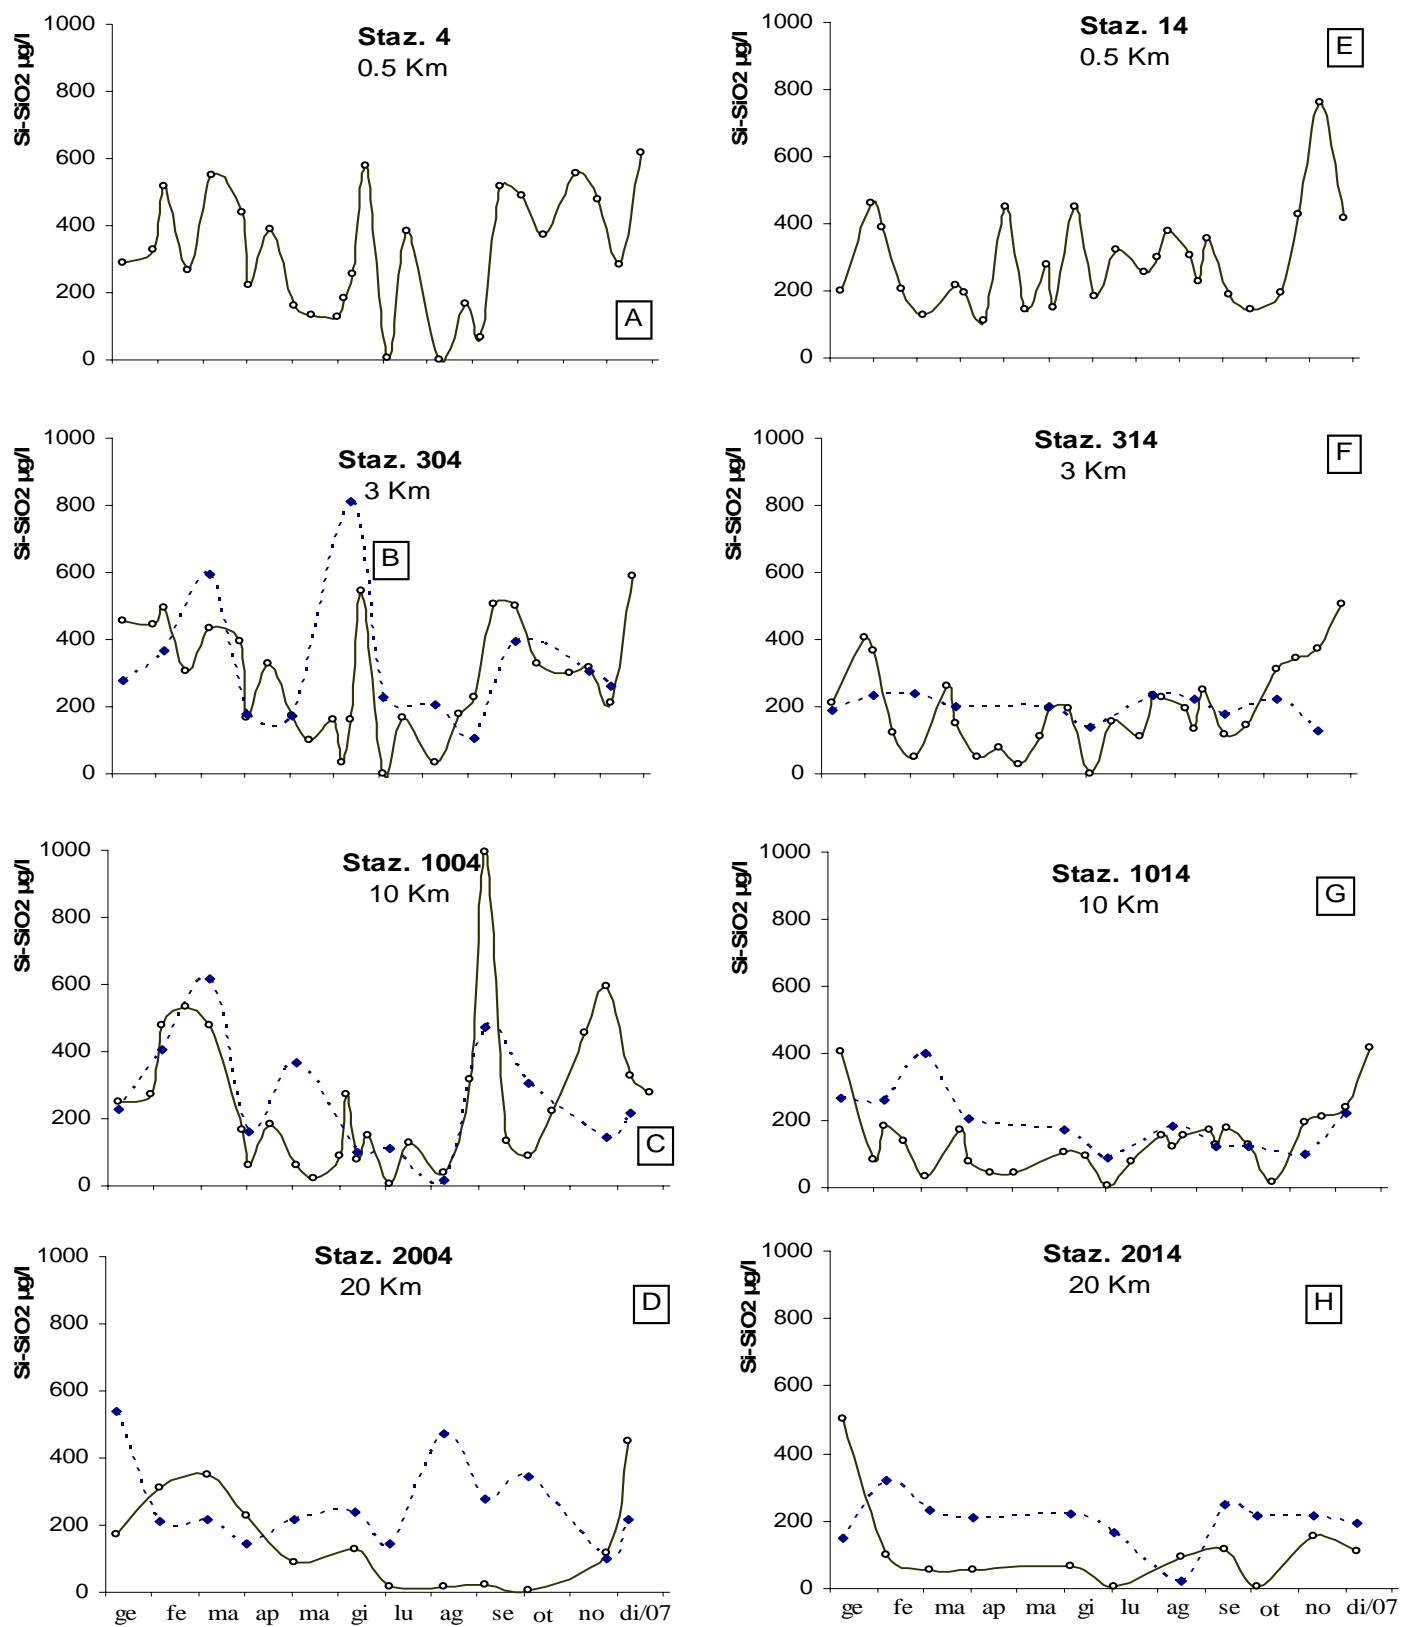 Staz. 4
0.5 Km
A
Si-SiO2 µg/l
1000
800
600
400
200
0
Staz. 14
0.5 Km
E
Si-SiO2 µg/l
1000
800
600
400
200
0
Staz. 304
3 Km
B
Si-SiO2 µg/l
1000
800
600
400
200
0
Staz. 314
3 Km
F
Si-SiO2 µg/l
1000
800
600
400
200
0
Staz. 1004
10 Km
C
Si-SiO2 µg/l
1000
800
600
400
200
0
Staz. 1014
10 Km
G
Si-SiO2 µg/l
1000
800
600
400
200
0
Staz. 2004
20 Km
D
Si-SiO2 µg/l
1000
800
600
400
200
0
ge fe ma ap ma gi lu ag se ot no di/07
Staz. 2014
20 Km
H
Si-SiO2 µg/l
1000
800
600
400
200
0
ge fe ma ap ma gi lu ag se ot no di/07